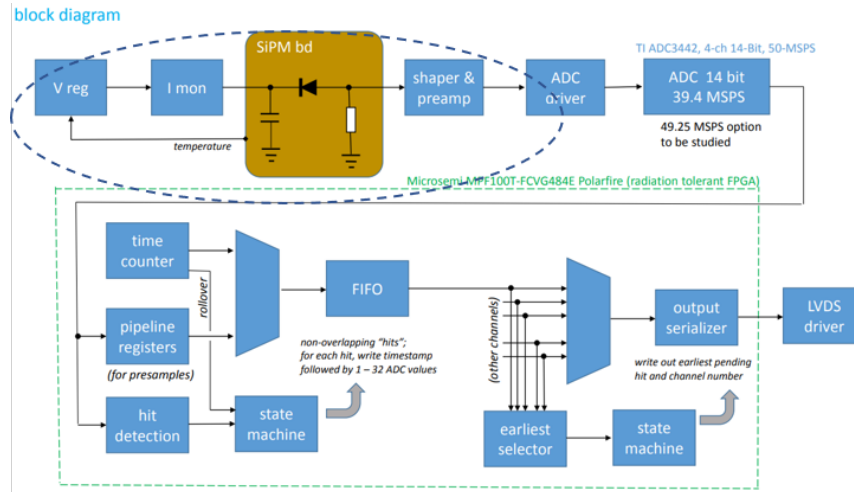 block diagram
SiPM bd
TI ADC3442, 4-ch 14-Bit, 50-MSPS
V reg
I mon
shaper &
preamp
ADC
driver
ADC 14 bit
39.4 MSPS
temperature
49.25 MSPS option
to be studied
Microsemi MPF100T-FCVG484E Polarfire (radiation tolerant FPGA)
time
counter
rollover
FIFO
pipeline
registers
(for presamples)
non-overlapping “hits”;
for each hit, write timestamp
followed by 1 – 32 ADC values
(other channels)
output
serializer
LVDS
driver
write out earliest pending
hit and channel number
hit
detection
state
machine
earliest
selector
state
machine